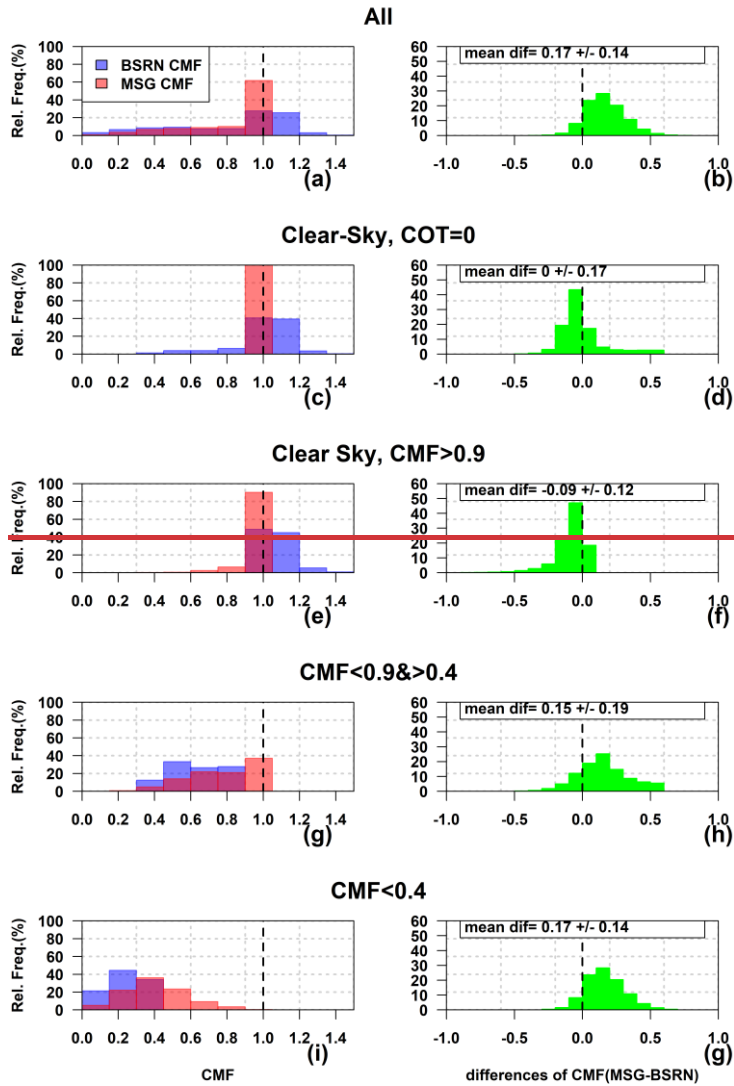 All
100
80
60
40
20
0
Rel. Freq.(%)
BSRN CMF
MSG CMF
0.0 0.2 0.4 0.6 0.8 1.0 1.2 1.4
(a)
60
50
40
30
20
10
0
mean dif= 0.17 +/- 0.14
-1.0 -0.5 0.0 0.5 1.0
(b)
Clear-Sky, COT=0
100
80
60
40
20
0
Rel. Freq.(%)
0.0 0.2 0.4 0.6 0.8 1.0 1.2 1.4
(c)
60
50
40
30
20
10
0
mean dif= 0 +/- 0.17
-1.0 -0.5 0.0 0.5 1.0
(d)
Clear Sky, CMF>0.9
100
80
60
40
20
0
Rel. Freq.(%)
0.0 0.2 0.4 0.6 0.8 1.0 1.2 1.4
(e)
60
50
40
30
20
10
0
mean dif= -0.09 +/- 0.12
-1.0 -0.5 0.0 0.5 1.0
(f)
CMF<0.9&>0.4
100
80
60
40
20
0
Rel. Freq.(%)
0.0 0.2 0.4 0.6 0.8 1.0 1.2 1.4
(g)
60
50
40
30
20
10
0
mean dif= 0.15 +/- 0.19
-1.0 -0.5 0.0 0.5 1.0
(h)
CMF<0.4
100
80
60
40
20
0
Rel. Freq.(%)
0.0 0.2 0.4 0.6 0.8 1.0 1.2 1.4
(i)
CMF
60
50
40
30
20
10
0
mean dif= 0.17 +/- 0.14
-1.0 -0.5 0.0 0.5 1.0
(g)
differences of CMF(MSG-BSRN)